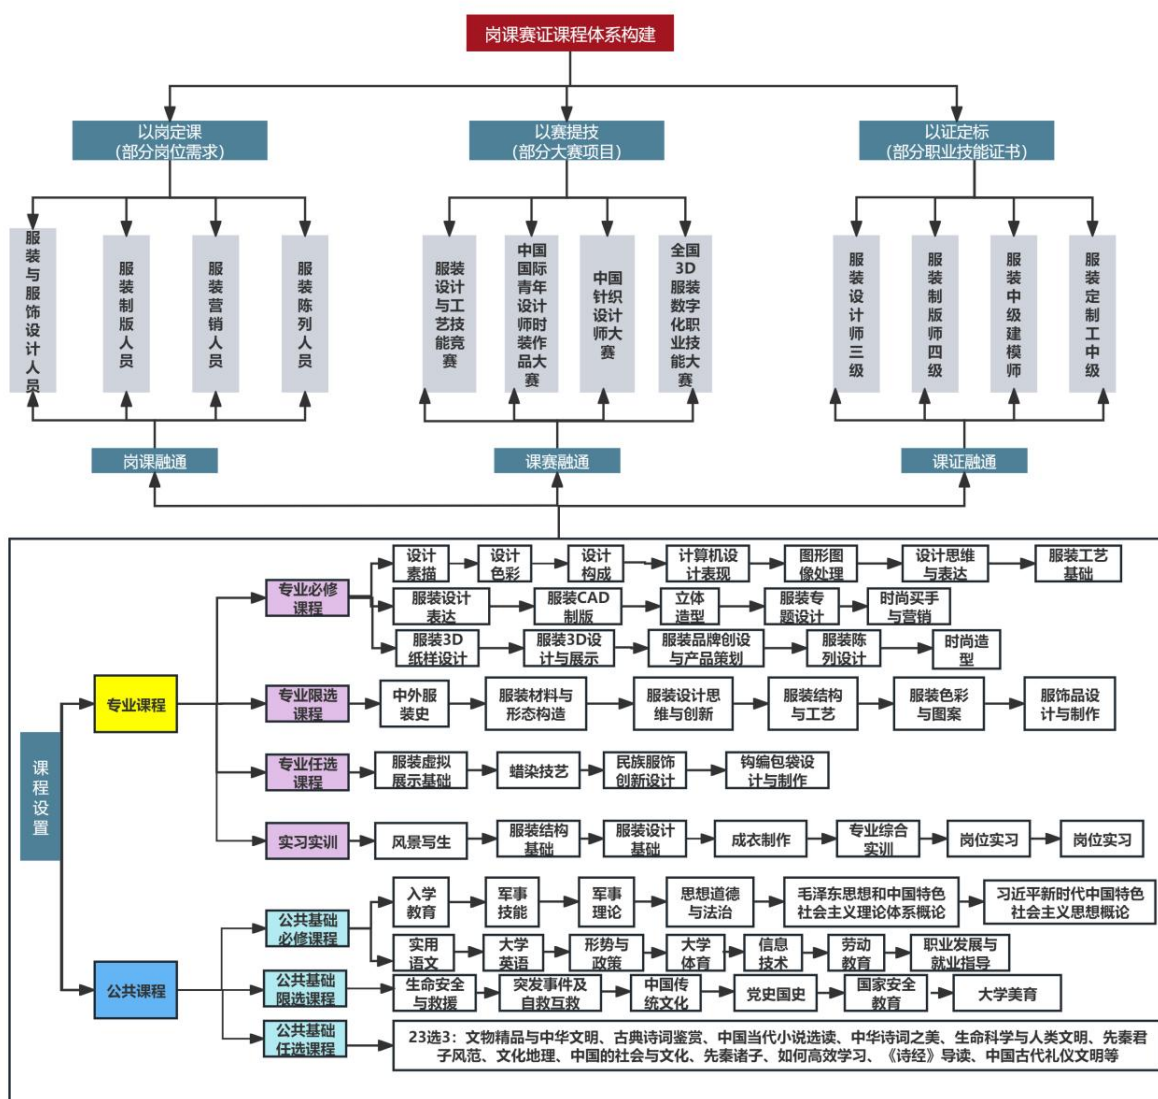 岗课赛证课程体系构建
以岗定课
（部分岗位需求）
以赛提技
（部分大赛项目）
以证定标
（部分职业技能证书）
服装与服饰设计人员
服装制版人员
服装营销人员
服装陈列人员
服装
设计
与工
艺技
能竞
赛
中国
国际
青年
设计
师时
装作
品大
赛
中国
针织
设计
师大
赛
全国
3D
服装
数字
化职
业技
能大
赛
服装设计师三级
服装制版师四级
服装中级建模师
服装定制工中级
岗课融通
课赛融通
课证融通
课程设置
专业课程
专业必修
课程
设计
素描
设计
色彩
设计
构成
计算机设
计表现
图形图
像处理
设计思维
与表达
服装工艺
基础
服装设计
表达
服装CAD
制版
立体
造型
服装专
题设计
时尚买手
与营销
服装3D
纸样设计
服装3D设
计与展示
服装品牌创设
与产品策划
服装陈
列设计
时尚造
型
专业限选
课程
中外服
装史
服装材料与
形态构造
服装设计思
维与创新
服装结构
与工艺
服装色彩
与图案
服饰品设
计与制作
专业任选
课程
服装虚拟
展示基础
蜡染技艺
民族服饰
创新设计
钩编包袋设
计与制作
实习实训
风景写生
服装结构
基础
服装设计
基础
成衣制作
专业综合
实训
岗位实习
岗位实习
公共课程
公共基础
必修课程
入学
教育
军事
技能
军事
理论
思想道德
与法治
毛泽东思想和中国特色
社会主义理论体系概论
习近平新时代中国特色
社会主义思想概论
实用
语文
大学
英语
形势与
政策
大学
体育
信息
技术
劳动
教育
职业发展与
就业指导
公共基础
限选课程
生命安全
与救援
突发事件及
自救互救
中国传
统文化
党史国史
国家安全
教育
大学美育
公共基础
任选课程
23选3：文物精品与中华文明、古典诗词鉴赏、中国当代小说选读、中华诗词之美、生命科学与人类文明、先秦君
子风范、文化地理、中国的社会与文化、先秦诸子、如何高效学习、《诗经》导读、中国古代礼仪文明等